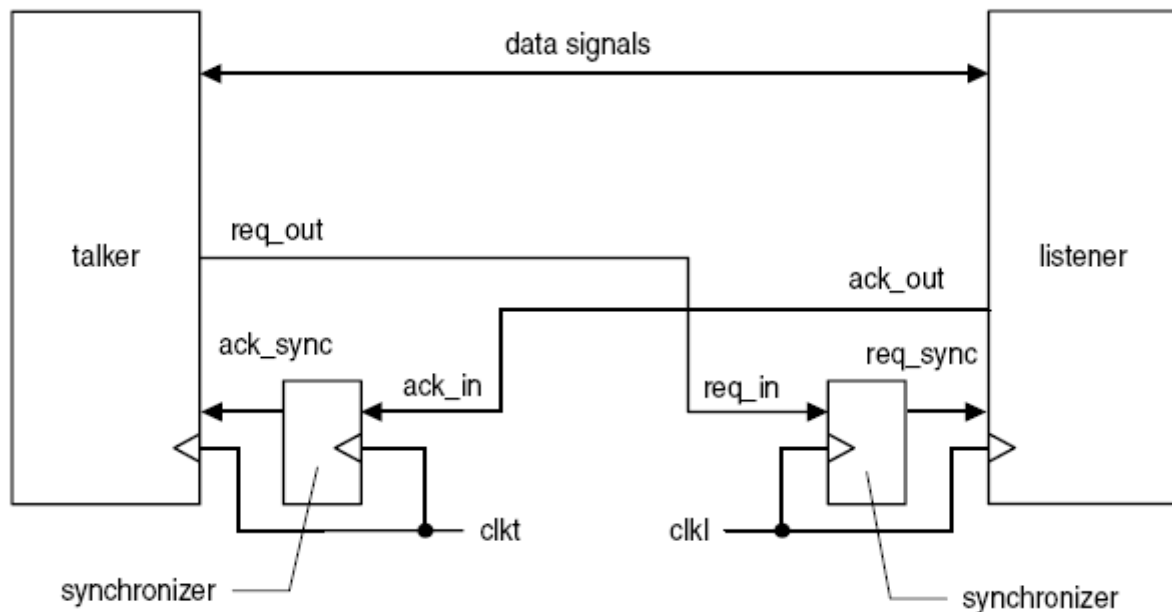 data signals
req_out
talker
listener
ack_out
ack_sync
req_sync
ack_in
req_in
clkt
clkl
synchronizer
synchronizer